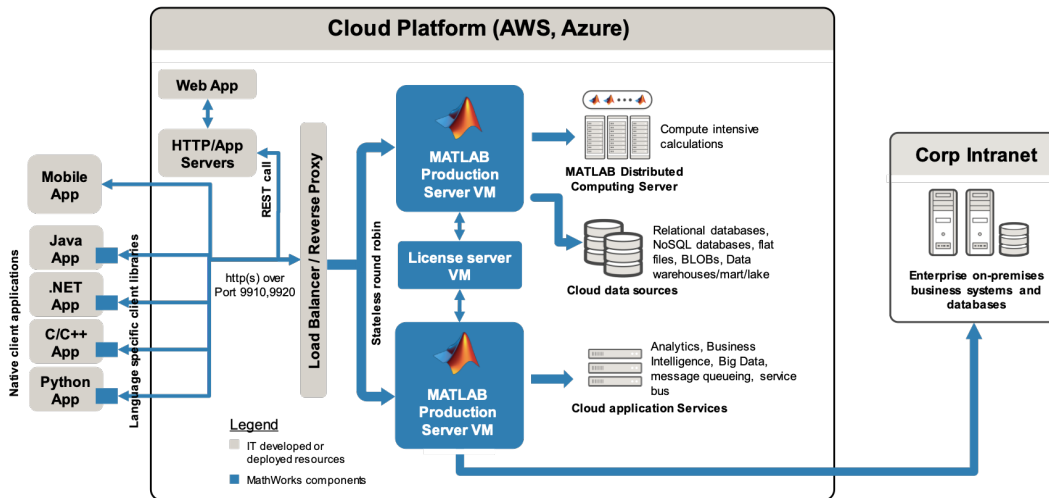 Cloud Platform (AWS, Azure)
Web App
HTTP/App
Servers
REST call
Mobile
App
Java
App
.NET
App
C/C++
App
Python
App
Native client applications
Language specific client libraries
http(s) over
Port 9910,9920
Load Balancer / Reverse Proxy
Stateless round robin
MATLAB
Production
Server VM
License server
VM
MATLAB
Production
Server VM
Compute intensive
calculations
MATLAB Distributed
Computing Server
Relational databases,
NoSQL databases, flat
files, BLOBs, Data
warehouses/mart/lake
Cloud data sources
Analytics, Business
Intelligence, Big Data,
message queueing, service
bus
Cloud application Services
Corp Intranet
Enterprise on-premises
business systems and
databases
Legend
IT developed or
deployed resources
MathWorks components